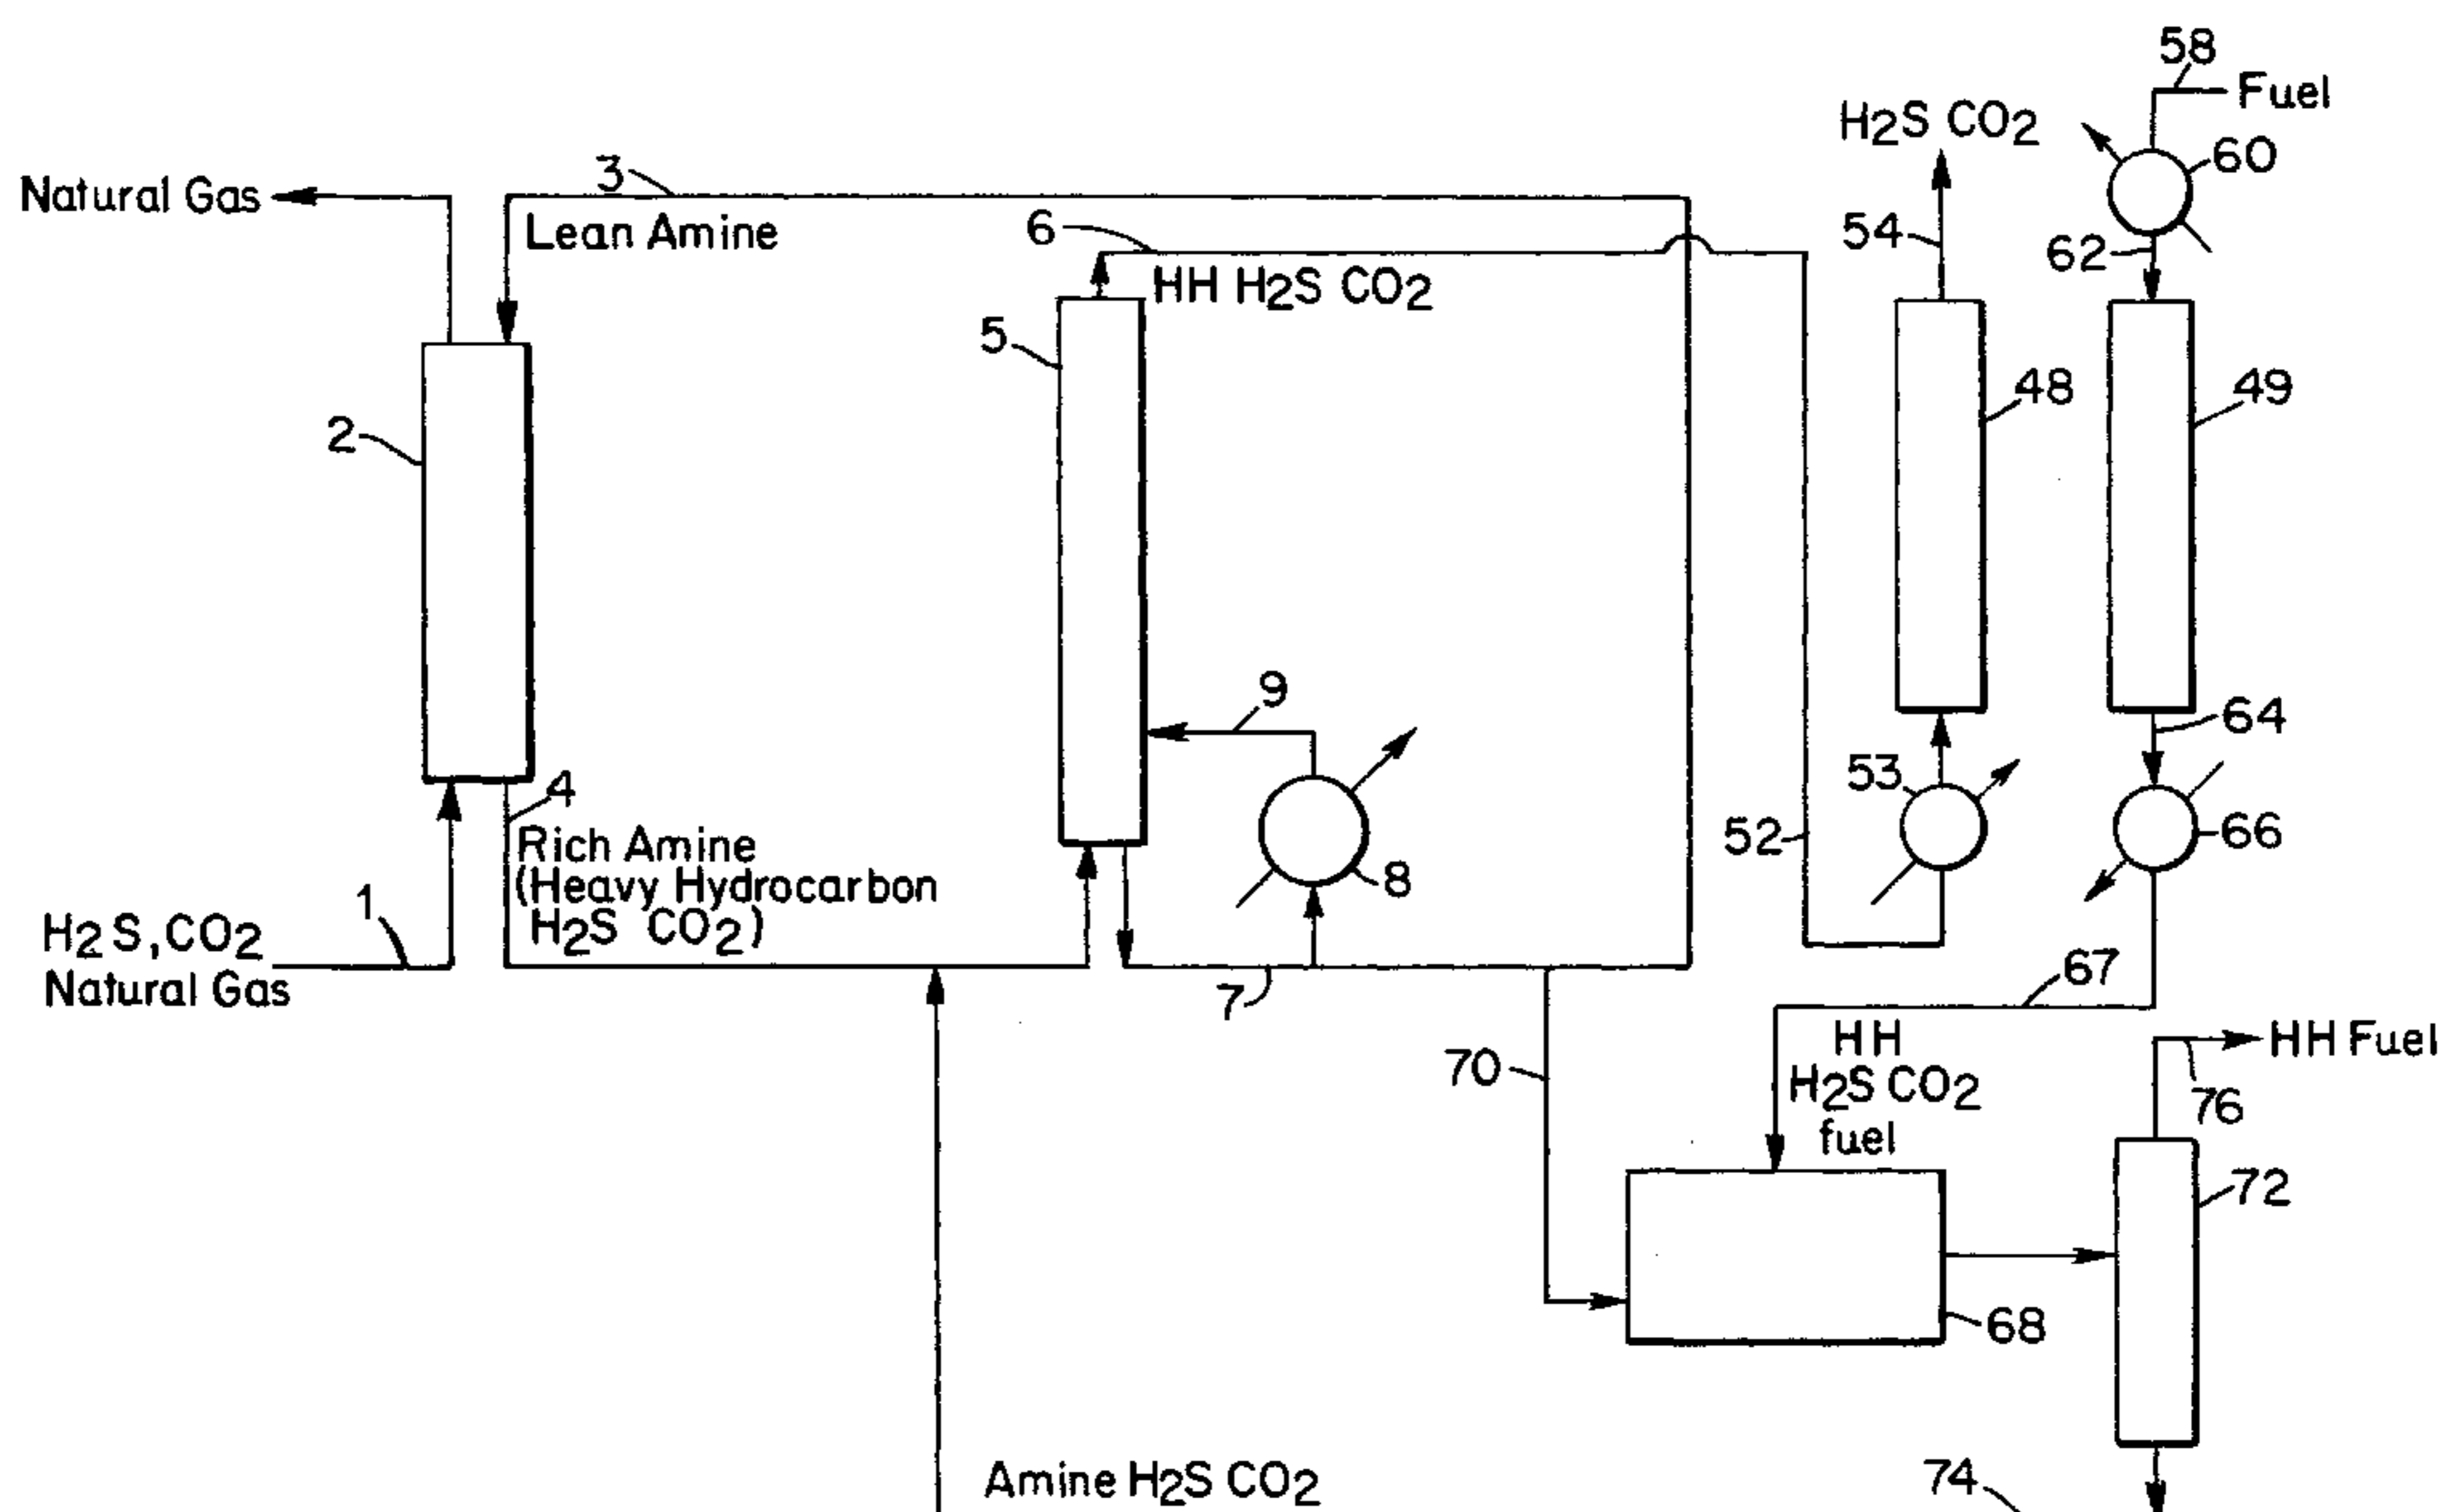 58
Fuel
H2S CO2
60
3
Natural Gas
Lean Amine
6
54
62
HH H2S CO2
5
48
49
2
9
64
53
4
52
66
Rich Amine
(Heavy Hydrocarbon
H2S CO2)
8
1
H2S,CO2
Natural Gas
7
67
HH
H2S CO2
fuel
HH Fuel
70
76
72
68
Amine H2S CO2
74